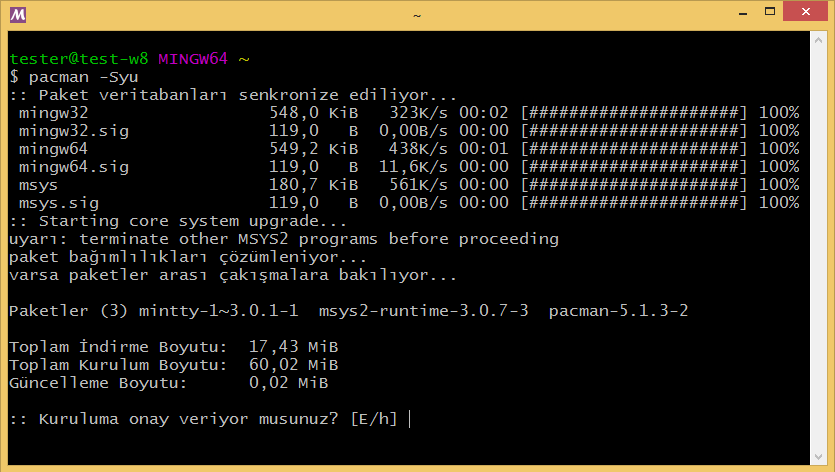 ~
tester@test-w8 MINGW64 ~
$ pacman -Syu
:: Paket veritabanları senkronize ediliyor...
mingw32 548,0 KiB 323K/s 00:02 [#####################] 100%
mingw32.sig 119,0 B 0,00B/s 00:00 [#####################] 100%
mingw64 549,2 KiB 438K/s 00:01 [#####################] 100%
mingw64.sig 119,0 B 11,6K/s 00:00 [#####################] 100%
msys 180,7 KiB 561K/s 00:00 [#####################] 100%
msys.sig 119,0 B 0,00B/s 00:00 [#####################] 100%
:: Starting core system upgrade...
uyarı: terminate other MSYS2 programs before proceeding
paket bağımlılıkları çözümleniyor...
varsa paketler arası çakışmalara bakılıyor...
Paketler (3) mintty-1~3.0.1-1 msys2-runtime-3.0.7-3 pacman-5.1.3-2
Toplam İndirme Boyutu: 17,43 MiB
Toplam Kurulum Boyutu: 60,02 MiB
Güncelleme Boyutu: 0,02 MiB
:: Kuruluma onay veriyor musunuz? [E/h]